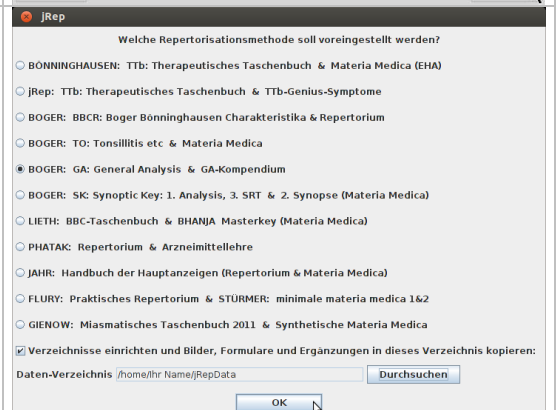 jRep
Welche Repertorisationsmethode soll voreingestellt werden?
BÖNNINGHAUSEN: TTb: Therapeutisches Taschenbuch & Materia Medica (EHA)
jRep: TTb: Therapeutisches Taschenbuch & TTb-Genius-Symptome
BOGER: BBCR: Boger Bönninghausen Charakteristika & Repertorium
BOGER: TO: Tonsillitis etc & Materia Medica
BOGER: GA: General Analysis & GA-Kompendium
BOGER: SK: Synoptic Key: 1. Analysis, 3. SRT & 2. Synopse (Materia Medica)
LIETH: BBC-Taschenbuch & BHANJA Masterkey (Materia Medica)
PHATAK: Repertorium & Arzneimittellehre
JAHR: Handbuch der Hauptanzeigen (Repertorium & Materia Medica)
FLURY: Praktisches Repertorium & STÜRMER: minimale materia medica 1&2
GIENOW: Miasmatisches Taschenbuch 2011 & Synthetische Materia Medica
Verzeichnisse einrichten und Bilder, Formulare und Ergänzungen in dieses Verzeichnis kopieren:
Daten-Verzeichnis /home/Ihr Name/jRepData Durchsuchen
OK